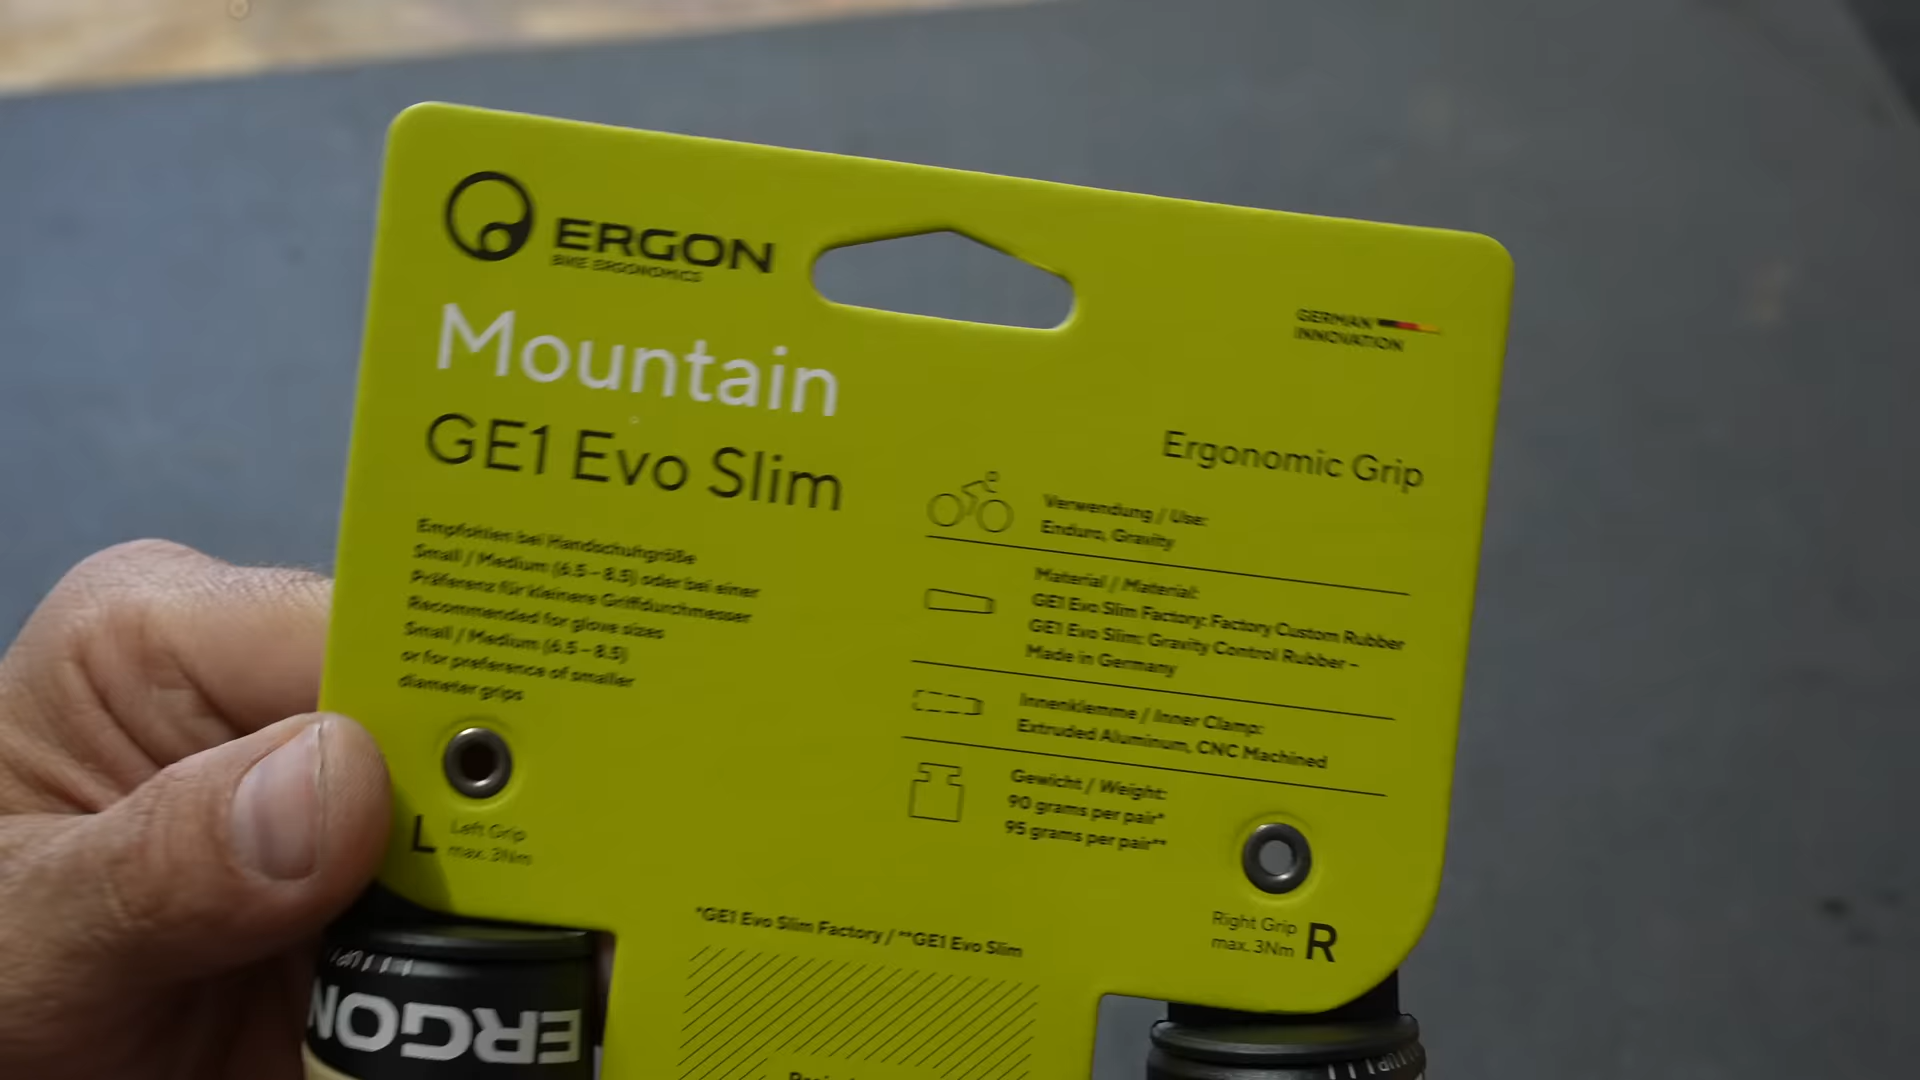 ERGON
BIKE ERGONOMICS
GERMAN
INNOVATION
Mountain
GE1 Evo Slim
Ergonomic Grip
Empfohlen bei Handschuhgröße
Small / Medium (6.5 – 8.5) oder bei einer
Präferenz für kleinere Griffdurchmesser
Recommended for glove sizes
Small / Medium (6.5 – 8.5)
or for preference of smaller
diameter grips
Verwendung / Use:
Enduro, Gravity
Material / Material:
GE1 Evo Slim Factory: Factory Custom Rubber
GE1 Evo Slim: Gravity Control Rubber –
Made in Germany
Innenklemme / Inner Clamp:
Extruded Aluminum, CNC Machined
Gewicht / Weight:
90 grams per pair*
95 grams per pair**
L Left Grip
max. 3Nm
Right Grip
max. 3Nm R
*GE1 Evo Slim Factory / **GE1 Evo Slim
UP
ERGON
UP